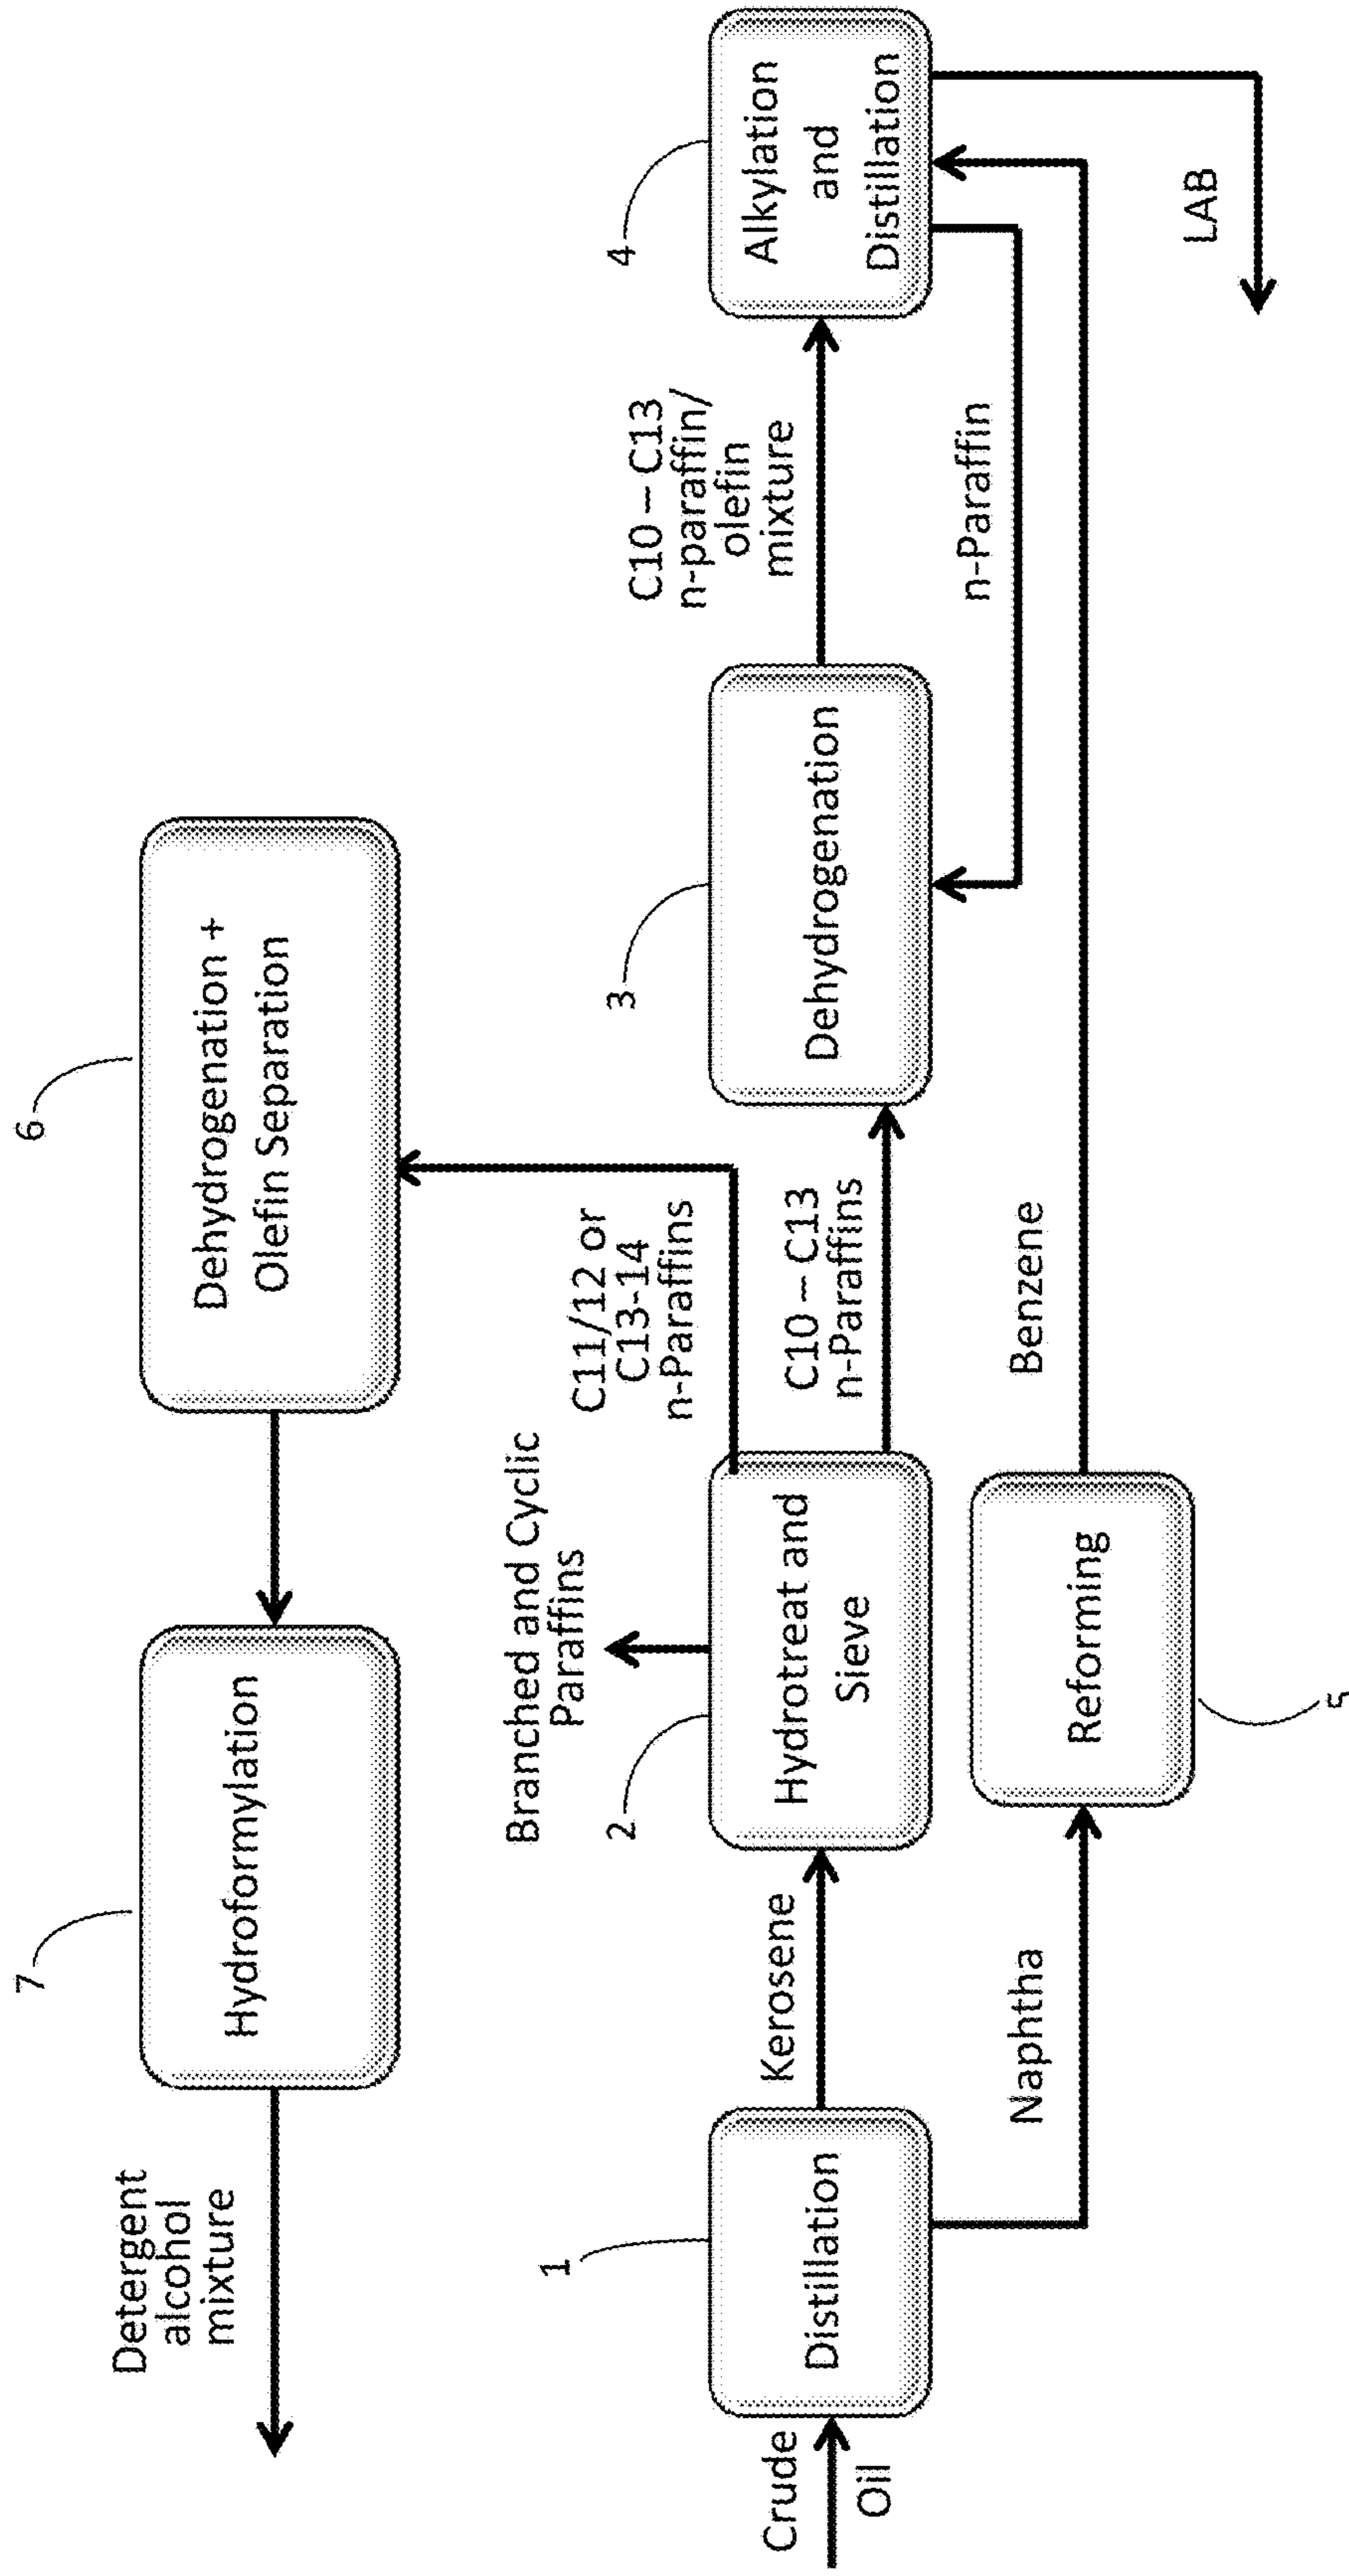 7
6
Detergent
alcohol
mixture
Hydroformylation
Dehydrogenation +
Olefin Separation
Branched and Cyclic
Paraffins
C11/12 or
C13-14
n-Paraffins
1
2
3
4
Crude
Oil
Distillation
Kerosene
Hydrotreat and
Sieve
C10 – C13
n-Paraffins
Dehydrogenation
C10 – C13
n-paraffin/
olefin
mixture
Alkylation
and
Distillation
n-Paraffin
Naphtha
Reforming
Benzene
LAB
5